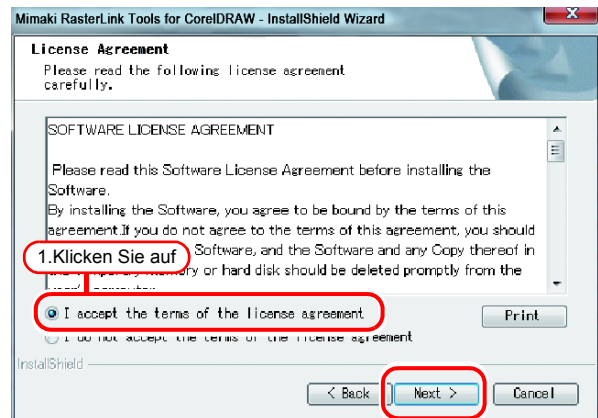 Mimaki RasterLink Tools for CorelDRAW - InstallShield Wizard
License Agreement
Please read the following license agreement
carefully.
SOFTWARE LICENSE AGREEMENT
Please read this Software License Agreement before installing the
Software.
By installing the Software, you agree to be bound by the terms of this
agreement.If you do not agree to the terms of this agreement, you should
1.Klicken Sie auf
Software, and the Software and any Copy thereof in
or hard disk should be deleted promptly from the
I accept the terms of the license agreement
Print
I do not accept the terms of the license agreement
InstallShield
< Back
Next >
Cancel